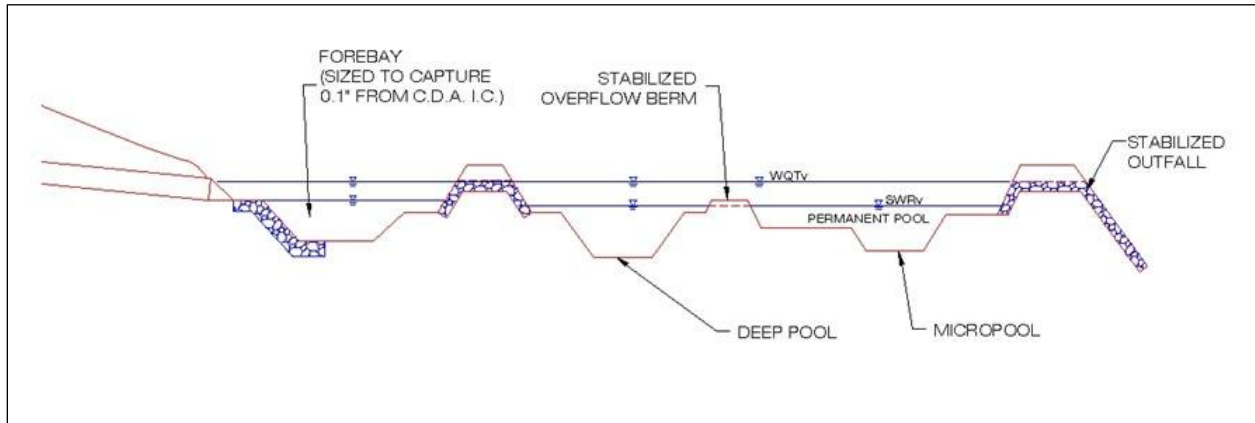 FOREBAY
(SIZED TO CAPTURE
0.1" FROM C.D.A. I.C.)
STABILIZED
OVERFLOW BERM
STABILIZED
OUTFALL
WQTv
SWRv
PERMANENT POOL
DEEP POOL
MICROPOOL